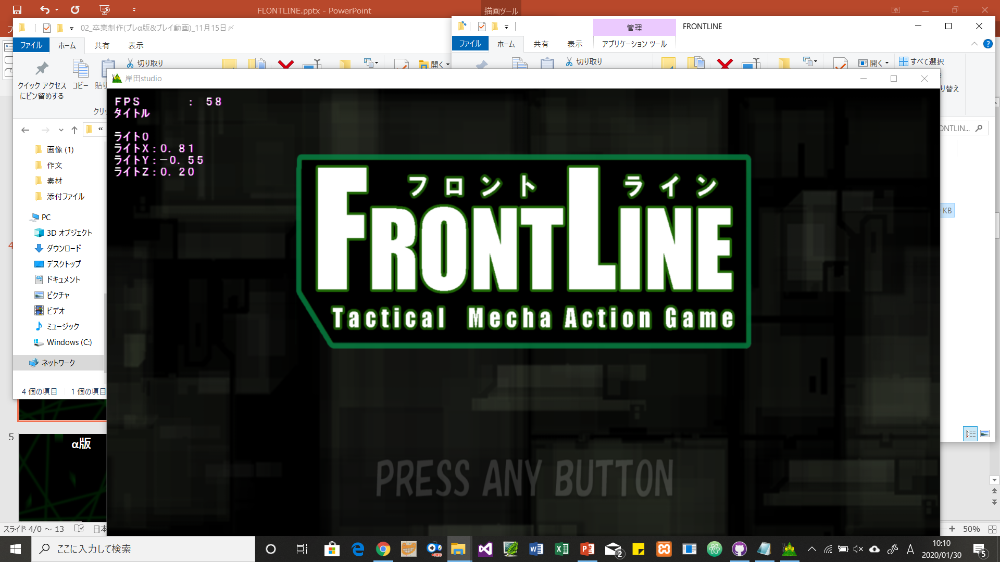 FLONTLINE.pptx - PowerPoint
描画ツール
02_卒業制作(プレα版&プレイ動画)_11月15日〆
ファイル
ホーム
共有
表示
切り取り
開く
クイック アクセス
にピン留めする
コピー
管理
FRONTLINE
ファイル
ホーム
共有
表示
アプリケーション ツール
切り取り
開く
すべて選択
り替え
岸田studio
FPS : 58
タイトル
ライト0
ライトX:0.81
ライトY:-0.55
ライトZ:0.20
フロント ライン
FRONTLINE
Tactical Mecha Action Game
PRESS ANY BUTTON
«
ONTLIN...
KB
画像 (1)
作文
素材
添付ファイル
PC
3D オブジェクト
ダウンロード
デスクトップ
ドキュメント
ピクチャ
ビデオ
ミュージック
Windows (C:)
ネットワーク
4 個の項目
1 個の項目
4
5
α版
スライド 4/0 ～ 13
日本
50%
ここに入力して検索
REC
2
A
10:10
2020/01/30
5